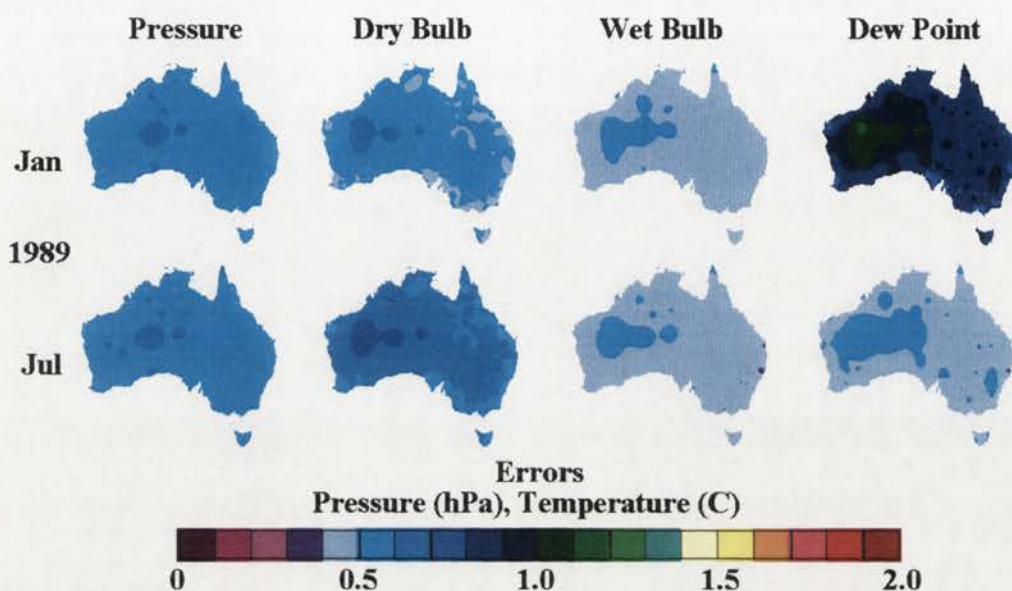 Pressure Dry Bulb Wet Bulb Dew Point
Jan
1989
Jul
Errors
Pressure (hPa), Temperature (C)
0 0.5 1.0 1.5 2.0